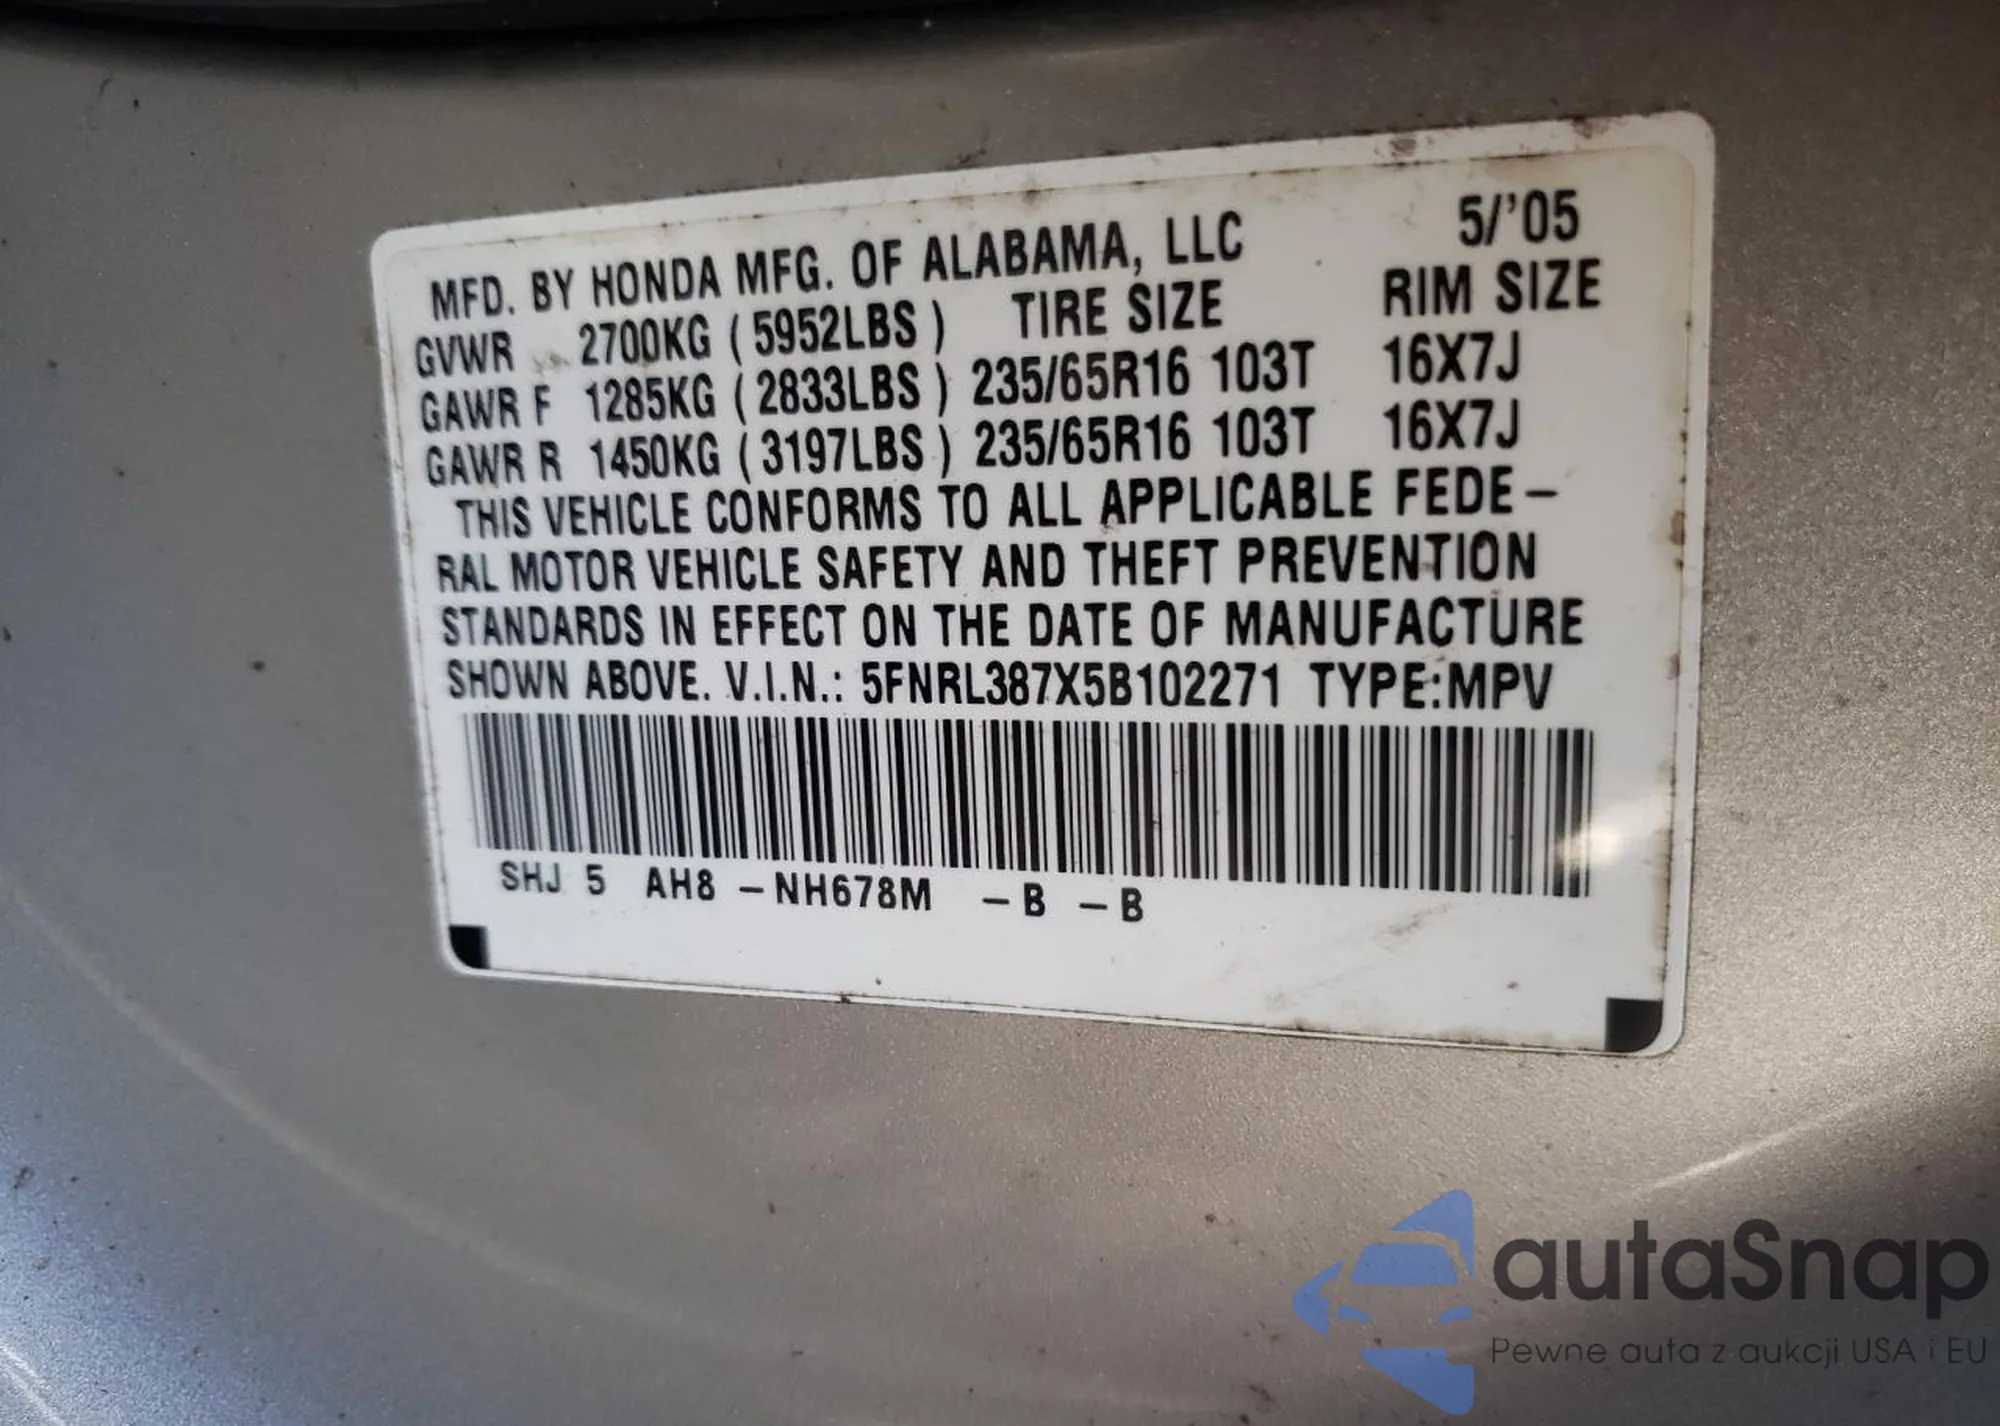 MFD. BY HONDA MFG. OF ALABAMA, LLC 5/'05
GVWR 2700KG ( 5952LBS ) TIRE SIZE RIM SIZE
GAWR F 1285KG ( 2833LBS ) 235/65R16 103T 16X7J
GAWR R 1450KG ( 3197LBS ) 235/65R16 103T 16X7J
THIS VEHICLE CONFORMS TO ALL APPLICABLE FEDE-
RAL MOTOR VEHICLE SAFETY AND THEFT PREVENTION
STANDARDS IN EFFECT ON THE DATE OF MANUFACTURE
SHOWN ABOVE. V.I.N.: 5FNRL387X5B102271 TYPE:MPV
SHJ 5 AH8 -NH678M -B -B
autaSnap
Pewne auta z aukcji USA i EU